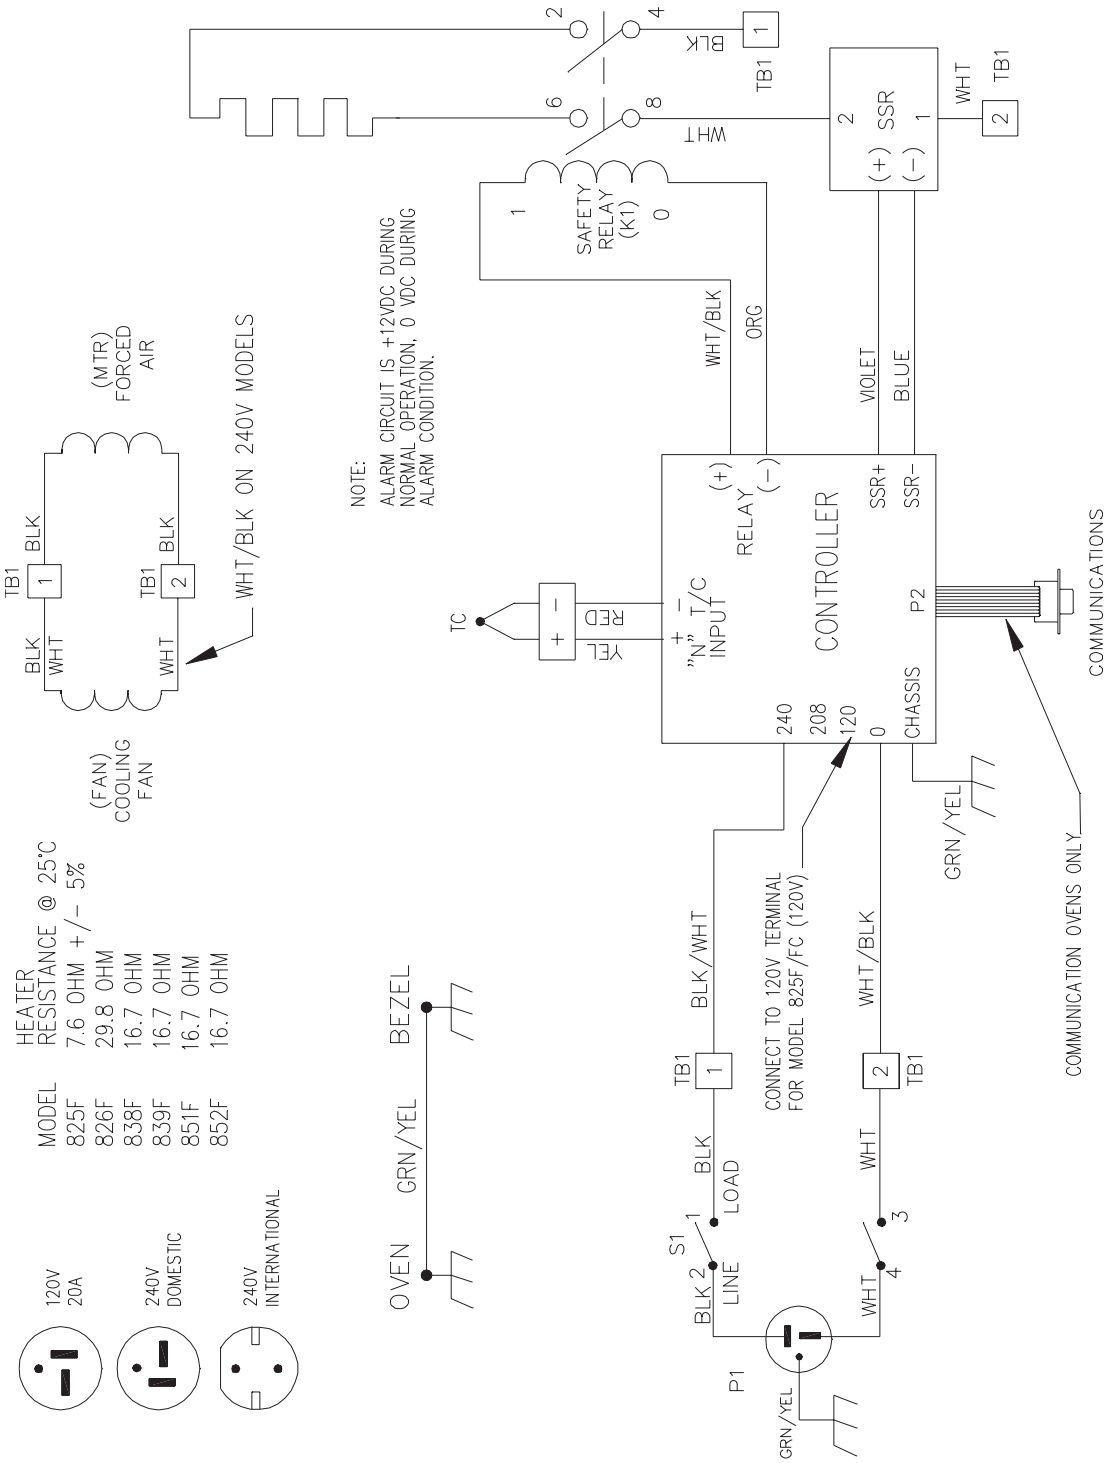 120V
20A
240V
DOMESTIC
240V
INTERNATIONAL
HEATER
MODEL RESISTANCE @ 25°C
825F 7.6 OHM +/- 5%
826F 29.8 OHM
838F 16.7 OHM
839F 16.7 OHM
851F 16.7 OHM
852F 16.7 OHM
(FAN)
COOLING
FAN
BLK
WHT
WHT
TB1
1
BLK
TB1
2
BLK
(MTR)
FORCED
AIR
WHT/BLK ON 240V MODELS
OVEN
GRN/YEL
BEZEL
NOTE:
ALARM CIRCUIT IS +12VDC DURING
NORMAL OPERATION, 0 VDC DURING
ALARM CONDITION.
2
4
BLK
1
TB1
6
8
WHT
1
SAFETY
RELAY
(K1)
0
2
SSR
1
(+)
(-)
WHT
2
TB1
TC
+
-
YEL
RED
+
-
"N" T/C
INPUT
RELAY
(+)
(-)
WHT/BLK
ORG
CONTROLLER
SSR+
SSR-
VIOLET
BLUE
240
208
120
0
CHASSIS
P2
P1
GRN/YEL
BLK
2
S1
1
LINE
LOAD
BLK
TB1
1
BLK/WHT
CONNECT TO 120V TERMINAL
FOR MODEL 825F/FC (120V)
WHT
4
3
WHT
2
TB1
WHT/BLK
GRN/YEL
COMMUNICATION OVENS ONLY
COMMUNICATIONS